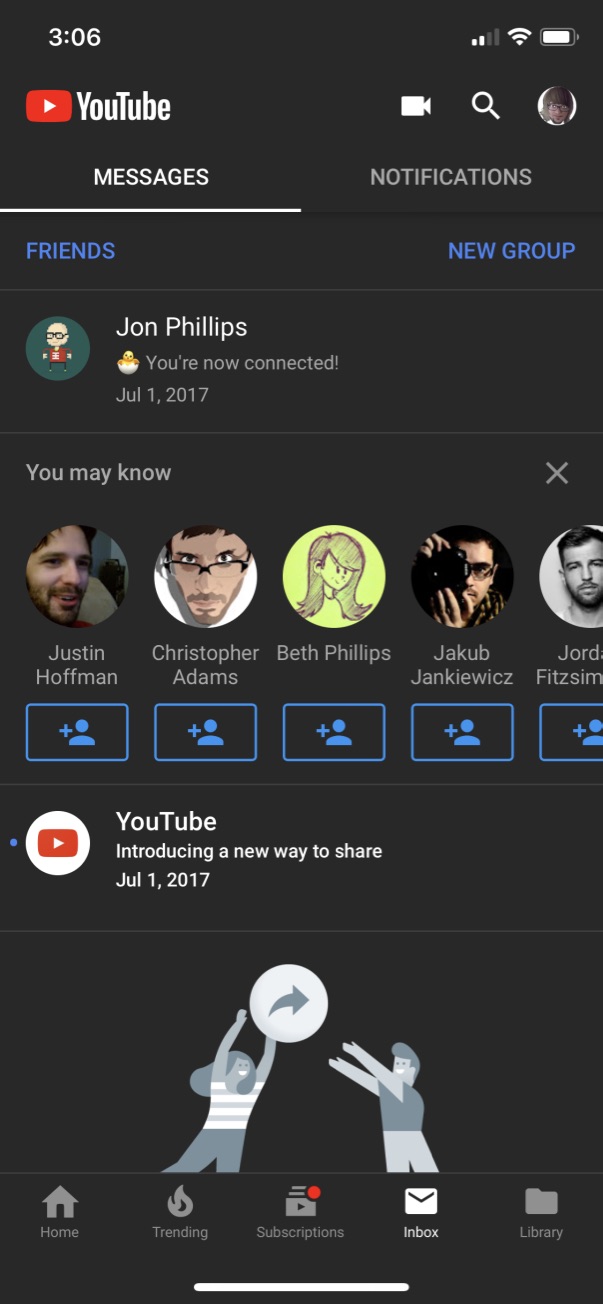 3:06
YouTube
MESSAGES
NOTIFICATIONS
FRIENDS
NEW GROUP
Jon Phillips
🐣 You're now connected!
Jul 1, 2017
You may know
Justin
Hoffman
Christopher
Adams
Beth Phillips
Jakub
Jankiewicz
Jorda
Fitzsim
YouTube
Introducing a new way to share
Jul 1, 2017
Home
Trending
Subscriptions
Inbox
Library